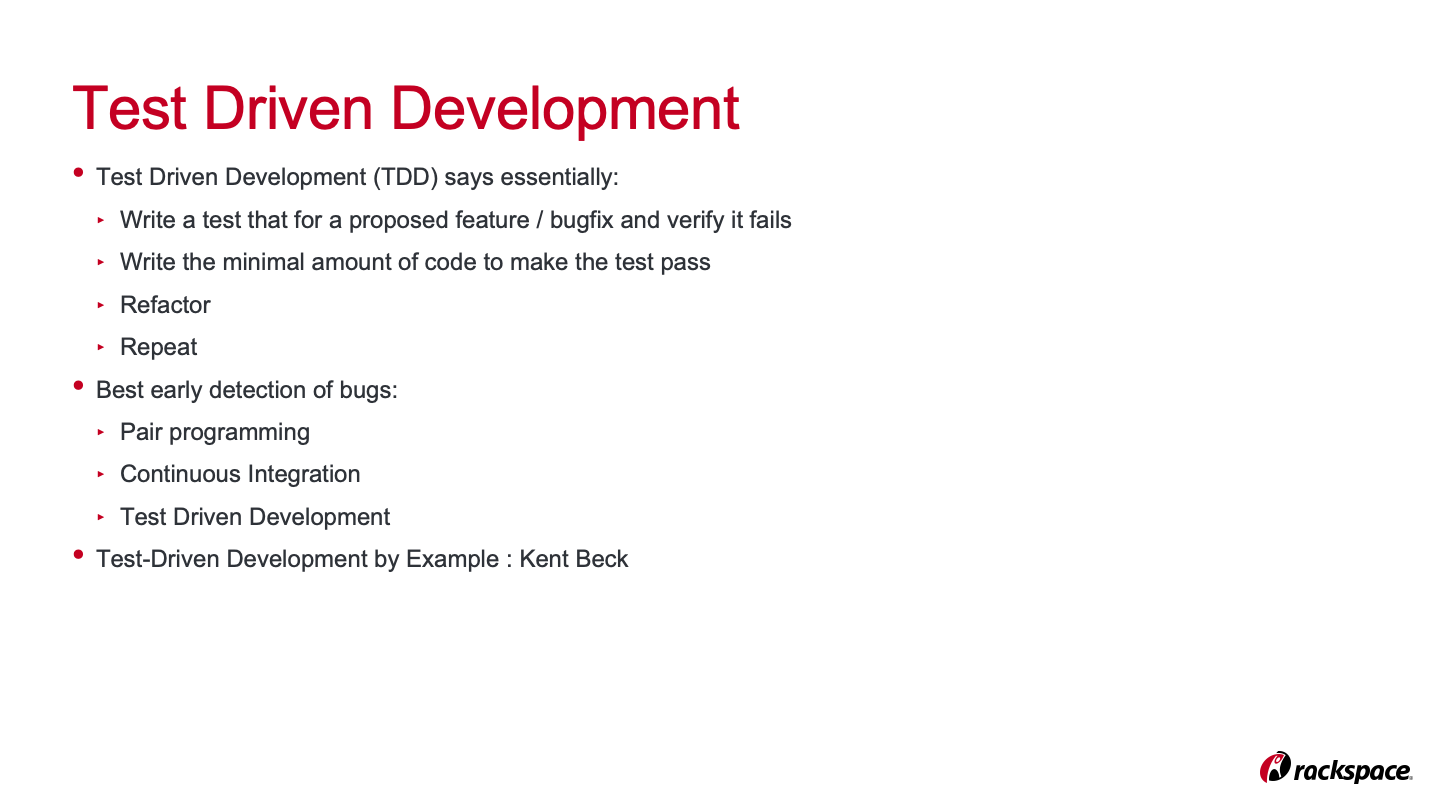 Test Driven Development
• Test Driven Development (TDD) says essentially:
‣ Write a test that for a proposed feature / bugfix and verify it fails
‣ Write the minimal amount of code to make the test pass
‣ Refactor
‣ Repeat
• Best early detection of bugs:
‣ Pair programming
‣ Continuous Integration
‣ Test Driven Development
• Test-Driven Development by Example : Kent Beck
rackspace